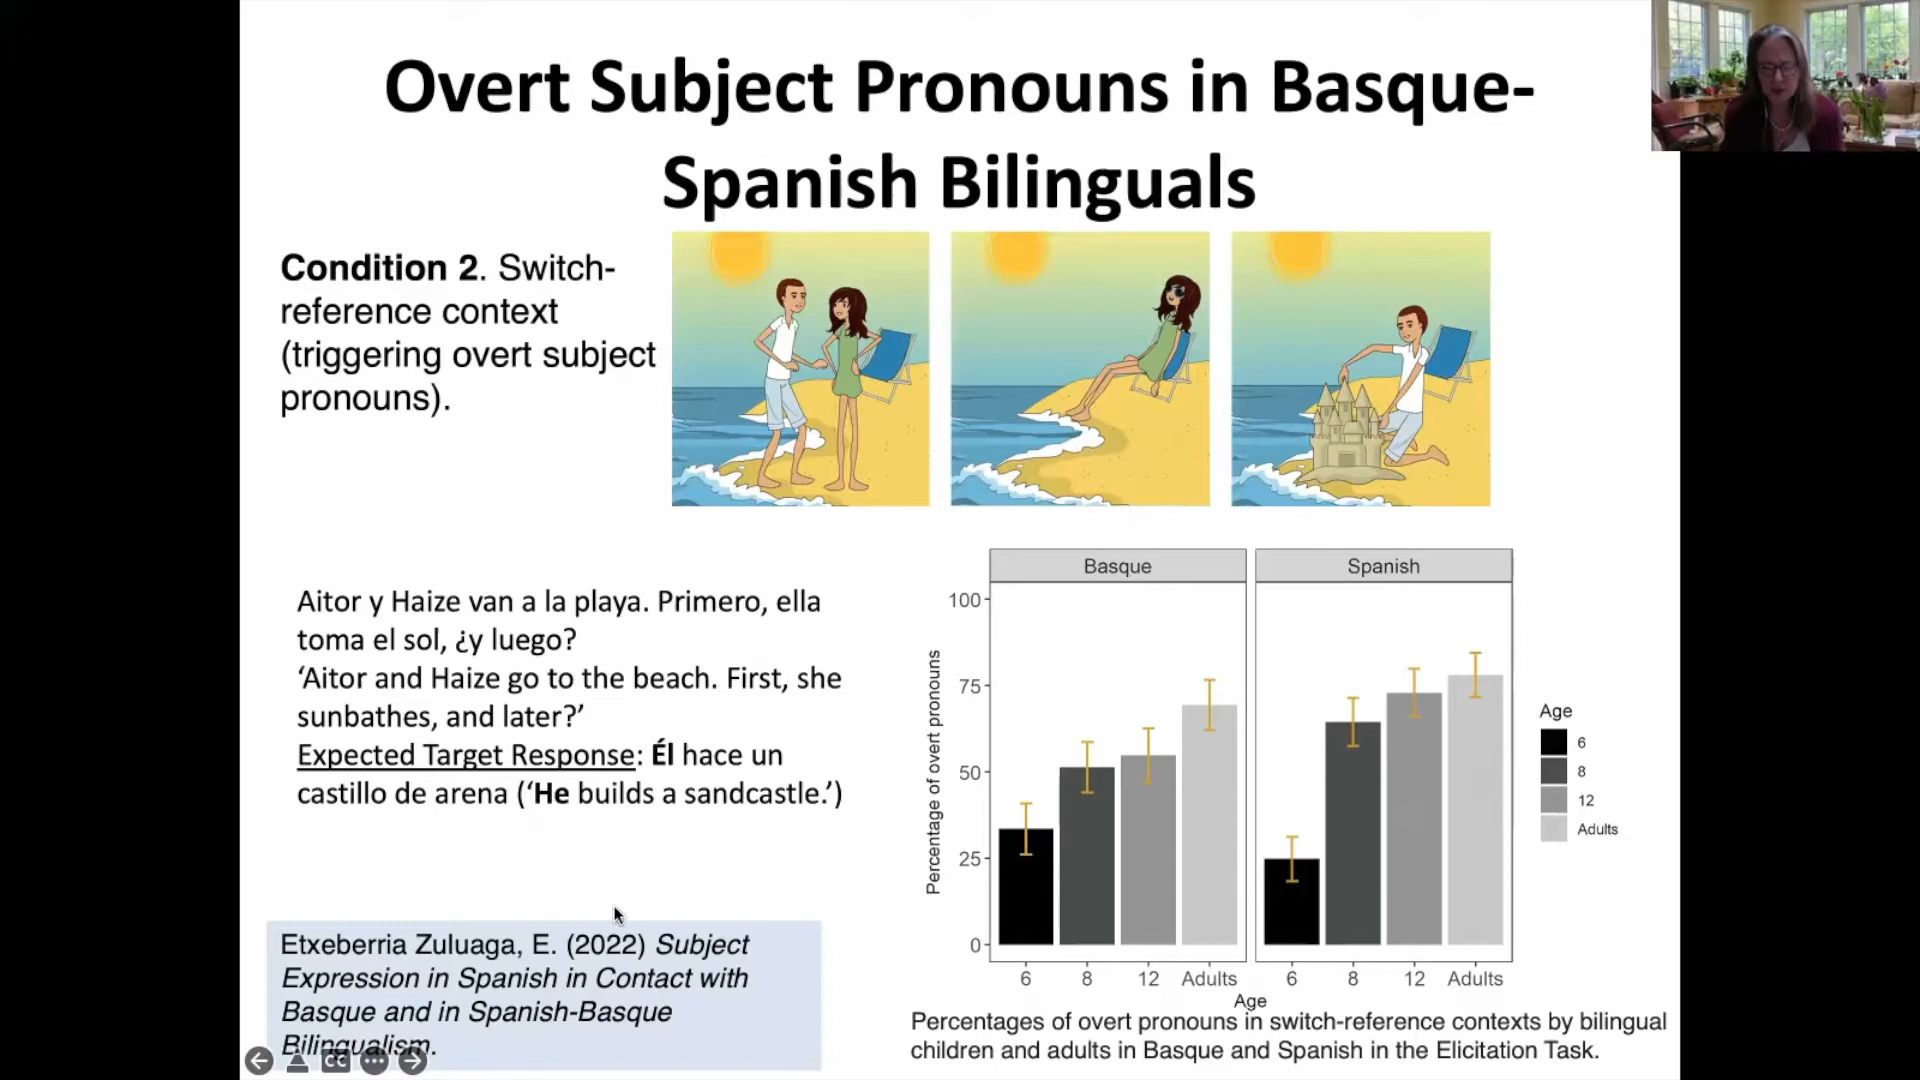 Overt Subject Pronouns in Basque-
Spanish Bilinguals
Condition 2. Switch-
reference context
(triggering overt subject
pronouns).
Aitor y Haize van a la playa. Primero, ella
toma el sol, ¿y luego?
‘Aitor and Haize go to the beach. First, she
sunbathes, and later?’
Expected Target Response: Él hace un
castillo de arena (‘He builds a sandcastle.’)
Etxeberria Zuluaga, E. (2022) Subject
Expression in Spanish in Contact with
Basque and in Spanish-Basque
Bilingualism.
CC
Basque
Spanish
Percentage of overt pronouns
100
75
50
25
0
6 8 12 Adults
6 8 12 Adults
Age
Age
6
8
12
Adults
Percentages of overt pronouns in switch-reference contexts by bilingual
children and adults in Basque and Spanish in the Elicitation Task.